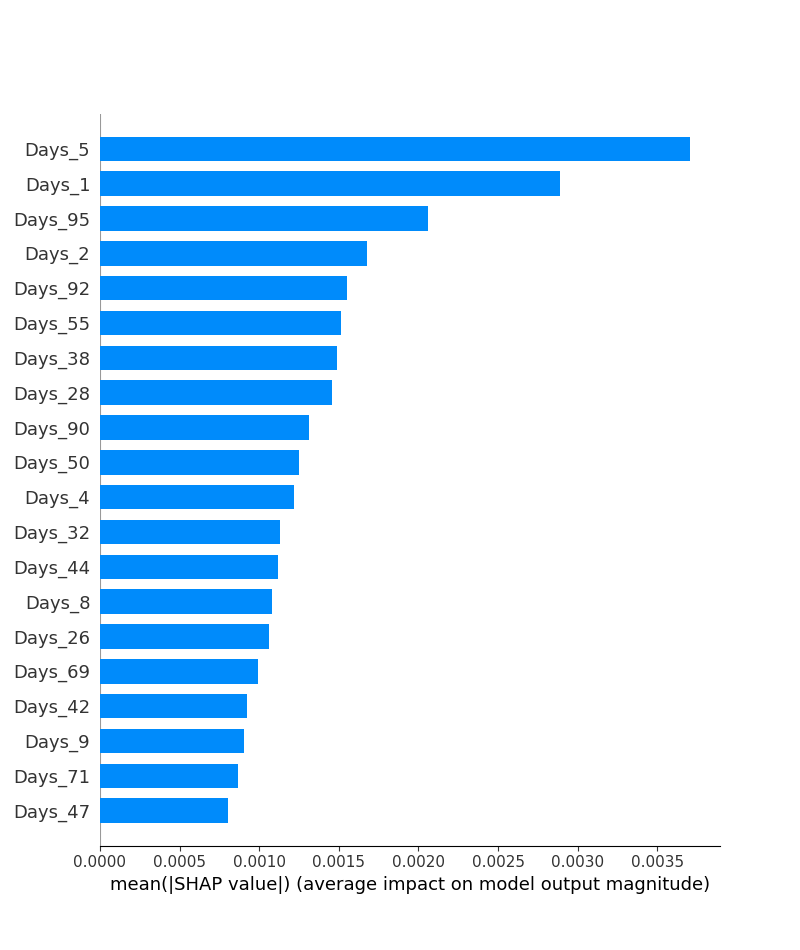 Days_5
Days_1
Days_95
Days_2
Days_92
Days_55
Days_38
Days_28
Days_90
Days_50
Days_4
Days_32
Days_44
Days_8
Days_26
Days_69
Days_42
Days_9
Days_71
Days_47
0.0000 0.0005 0.0010 0.0015 0.0020 0.0025 0.0030 0.0035
mean(|SHAP value|) (average impact on model output magnitude)